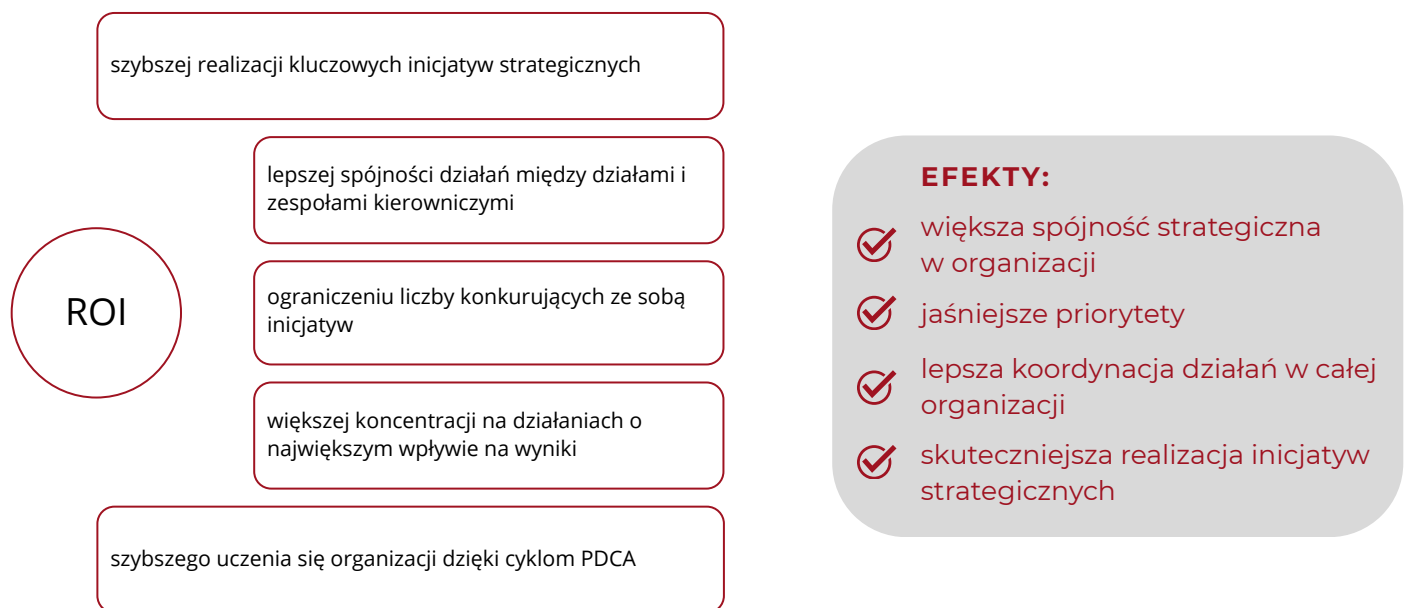 szybszej realizacji kluczowych inicjatyw strategicznych
lepszej spójności działań między działami i
zespołami kierowniczymi
ROI
ograniczeniu liczby konkurujących ze sobą
inicjatyw
większej koncentracji na działaniach o
największym wpływie na wyniki
szybszego uczenia się organizacji dzięki cyklom PDCA
EFEKTY:
większa spójność strategiczna
w organizacji
jaśniejsze priorytety
lepsza koordynacja działań w całej
organizacji
skuteczniejsza realizacja inicjatyw
strategicznych